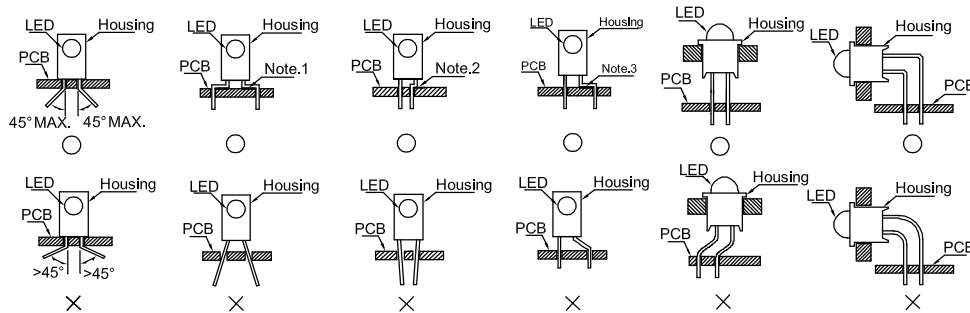 LED Housing
PCB
45° MAX. 45° MAX.
LED Housing
PCB Note.1
LED Housing
PCB Note.2
LED Housing
PCB Note.3
LED
Housing
PCB
LED Housing
PCB
LED Housing
PCB
>45° >45°
LED Housing
PCB
LED Housing
PCB
LED Housing
PCB
LED
Housing
PCB
LED Housing
PCB